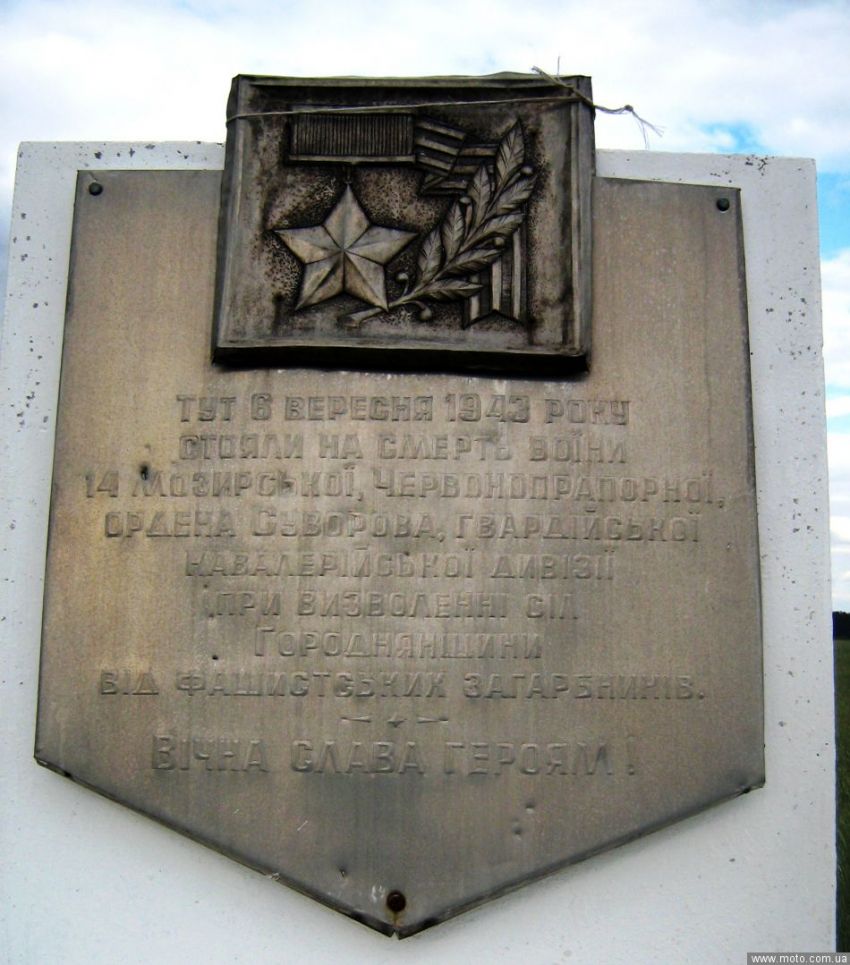 ТУТ 6 ВЕРЕСНЯ 1943 РОКУ
СТОЯЛИ НА СМЕРТЬ ВОЇНИ
14 МОЗИРСЬКОЇ, ЧЕРВОНОПРАПОРНОЇ,
ОРДЕНА СУВОРОВА, ГВАРДІЙСЬКОЇ
КАВАЛЕРІЙСЬКОЇ ДИВІЗІЇ
ПРИ ВИЗВОЛЕННІ СІЛ
ГОРОДНЯНЩИНИ
ВІД ФАШИСТСЬКИХ ЗАГАРБНИКІВ.
ВІЧНА СЛАВА ГЕРОЯМ!
www.moto.com.ua